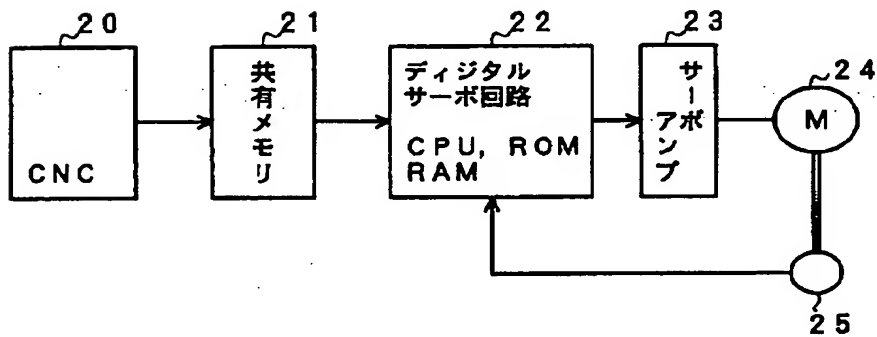 20
CNC
21
共有メモリ
22
ディジタル
サーボ回路
CPU, ROM
RAM
23
サーボ
アンプ
24
M
25